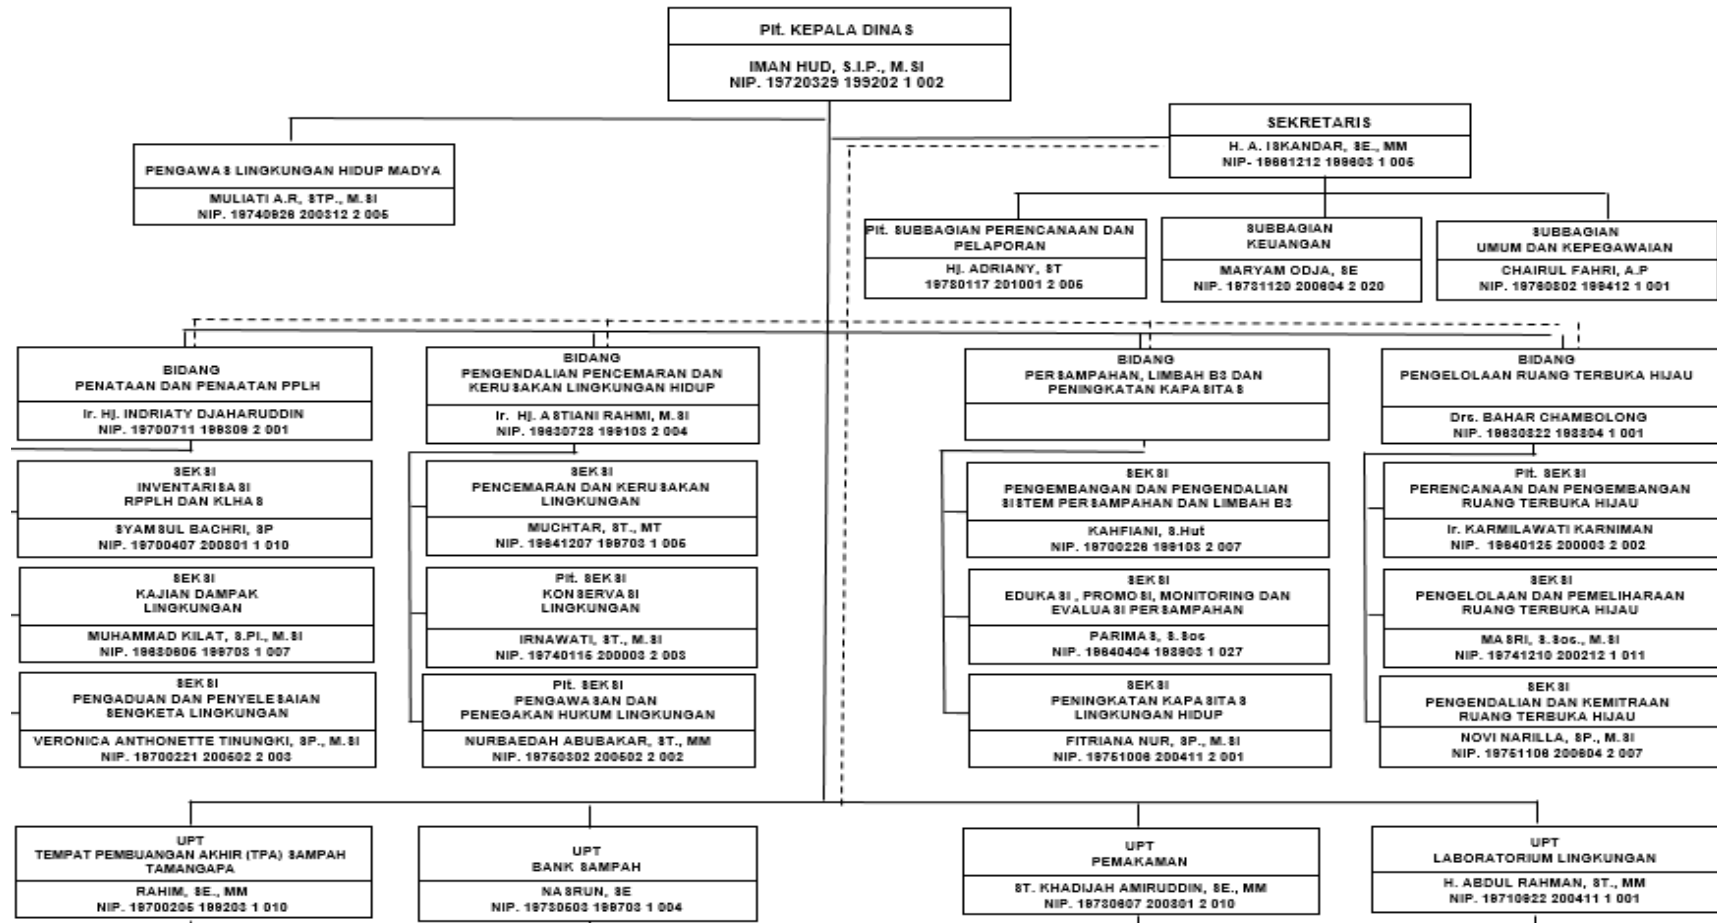 Plt. KEPALA DINAS
IMAN HUD, S.I.P., M.SI
NIP. 19720329 199202 1 002
SEKRETARIS
H. A. ISKANDAR, SE., MM
NIP- 19661212 199603 1 005
PENGAWAS LINGKUNGAN HIDUP MADYA
MULIATI A.R, STP., M.SI
NIP. 19740926 200312 2 005
Plt. SUBBAGIAN PERENCANAAN DAN
PELAPORAN
Hj. ADRIANY, ST
19780117 201001 2 005
SUBBAGIAN
KEUANGAN
MARYAM ODJA, SE
NIP. 19731120 200604 2 020
SUBBAGIAN
UMUM DAN KEPEGAWAIAN
CHAIRUL FAHRI, A.P
NIP. 19760802 199412 1 001
BIDANG
PENATAAN DAN PENAATAN PPLH
Ir. Hj. INDRIATY DJAHARUDDIN
NIP. 19700711 199809 2 001
BIDANG
PENGENDALIAN PENCEMARAN DAN
KERUSAKAN LINGKUNGAN HIDUP
Ir. Hj. ASTIANI RAHMI, M.SI
NIP. 19630728 199103 2 004
BIDANG
PERSAMPAHAN, LIMBAH B3 DAN
PENINGKATAN KAPASITAS
BIDANG
PENGELOLAAN RUANG TERBUKA HIJAU
Drs. BAHAR CHAMBOLONG
NIP. 19630822 198804 1 001
SEKSI
INVENTARISASI
RPPLH DAN KLHAS
SYAMSUL BACHRI, SP
NIP. 19700407 200801 1 010
SEKSI
PENCEMARAN DAN KERUSAKAN
LINGKUNGAN
MUCHTAR, ST., MT
NIP. 19641207 199703 1 005
SEKSI
PENGEMBANGAN DAN PENGENDALIAN
SISTEM PERSAMPAHAN DAN LIMBAH B3
KAHFIANI, S.Hut
NIP. 19700226 199103 2 007
Plt. SEKSI
PERENCANAAN DAN PENGEMBANGAN
RUANG TERBUKA HIJAU
Ir. KARMILAWATI KARNIMAN
NIP. 19640125 200003 2 002
SEKSI
KAJIAN DAMPAK
LINGKUNGAN
MUHAMMAD KILAT, S.PI., M.SI
NIP. 19630605 199703 1 007
Plt. SEKSI
KONSERVASI
LINGKUNGAN
IRNAWATI, ST., M.SI
NIP. 19740115 200003 2 003
SEKSI
EDUKASI , PROMOSI, MONITORING DAN
EVALUASI PERSAMPAHAN
PARIMAS, S.Sos
NIP. 19640404 198903 1 027
SEKSI
PENGELOLAAN DAN PEMELIHARAAN
RUANG TERBUKA HIJAU
MASRI, S.Sos., M.SI
NIP. 19741210 200212 1 011
SEKSI
PENGADUAN DAN PENYELESAIAN
SENGKETA LINGKUNGAN
VERONICA ANTHONETTE TINUNGKI, SP., M.SI
NIP. 19700221 200502 2 003
Plt. SEKSI
PENGAWASAN DAN
PENEGAKAN HUKUM LINGKUNGAN
NURBAEDAH ABUBAKAR, ST., MM
NIP. 19750302 200502 2 002
SEKSI
PENINGKATAN KAPASITAS
LINGKUNGAN HIDUP
FITRIANA NUR, SP., M.SI
NIP. 19751006 200411 2 001
SEKSI
PENGENDALIAN DAN KEMITRAAN
RUANG TERBUKA HIJAU
NOVI NARILLA, SP., M.SI
NIP. 19751106 200604 2 007
UPT
TEMPAT PEMBUANGAN AKHIR (TPA) SAMPAH
TAMANGAPA
RAHIM, SE., MM
NIP. 19700205 199203 1 010
UPT
BANK SAMPAH
NASRUN, SE
NIP. 19730503 199703 1 004
UPT
PEMAKAMAN
ST. KHADIJAH AMIRUDDIN, SE., MM
NIP. 19780607 200801 2 010
UPT
LABORATORIUM LINGKUNGAN
H. ABDUL RAHMAN, ST., MM
NIP. 19710922 200411 1 001